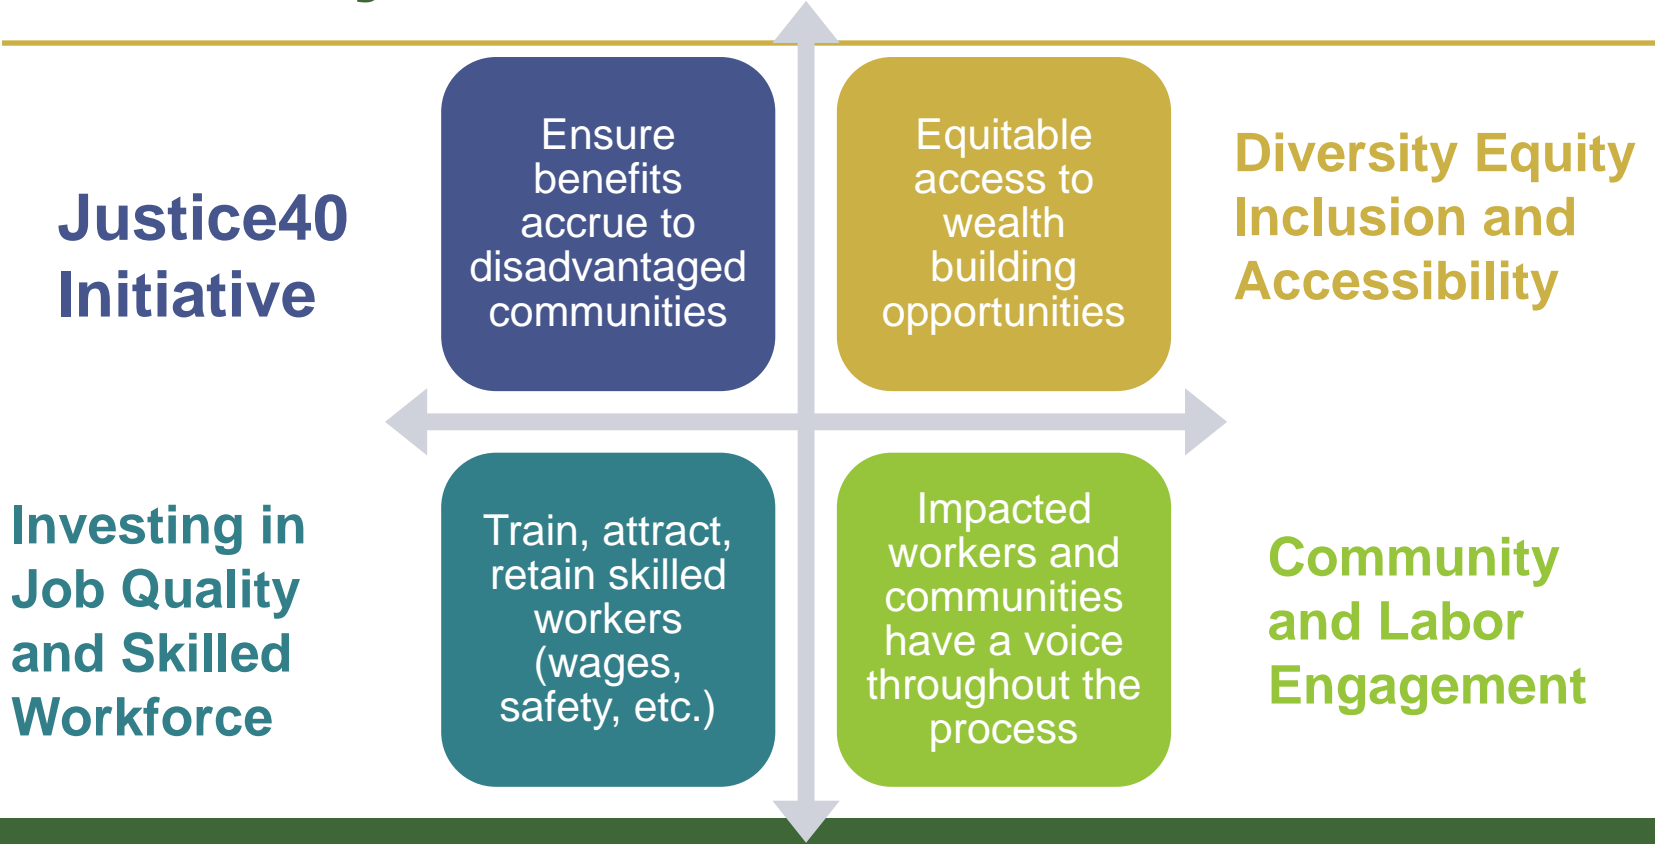 Justice40
Initiative
Ensure
benefits
accrue to
disadvantaged
communities
Equitable
access to
wealth
building
opportunities
Diversity Equity
Inclusion and
Accessibility
Investing in
Job Quality
and Skilled
Workforce
Train, attract,
retain skilled
workers
(wages,
safety, etc.)
Impacted
workers and
communities
have a voice
throughout the
process
Community
and Labor
Engagement